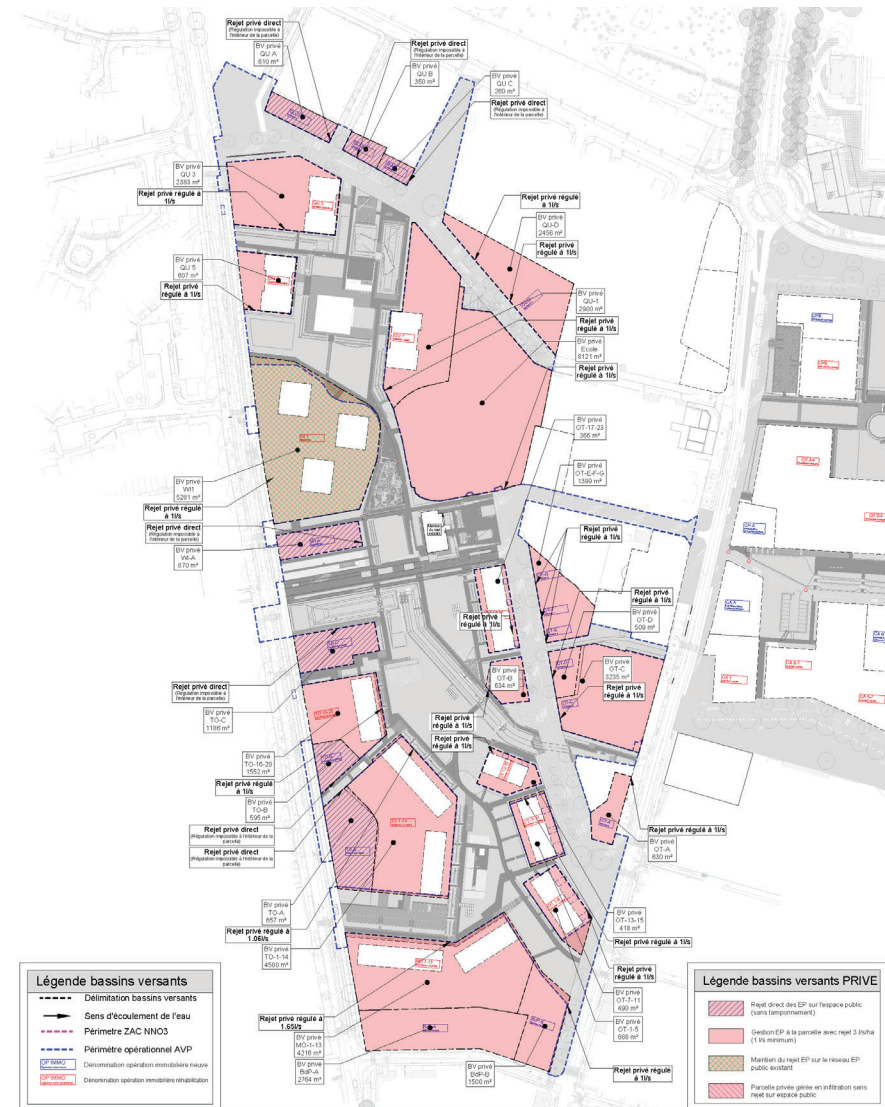 Rejet privé direct
(Régulation impossible à
l'intérieur de la parcelle)
BV privé
QU A
610 m²
Rejet privé direct
(Régulation impossible à
l'intérieur de la parcelle)
BV privé
QU B
350 m²
BV privé
QU C
260 m²
Rejet privé direct
(Régulation impossible à
l'intérieur de la parcelle)
BV privé
QU 3
2383 m²
Rejet privé régulé à
1l/s
BV privé
QU 5
607 m²
Rejet privé régulé à
1l/s
Rejet privé régulé
à 1l/s
BV privé
QU-D
2456 m²
Rejet privé
régulé à 1l/s
BV privé
QU-1
2900 m²
Rejet privé
régulé à 1l/s
BV privé
Ecole
8121 m²
Rejet privé
régulé à 1l/s
BV privé
OT-17-23
366 m²
BV privé
OT-E-F-G
1399 m²
Rejet privé
régulé à 1l/s
BV privé
WI1
5281 m²
Rejet privé régulé à
1l/s
Rejet privé direct
(Régulation impossible à
l'intérieur de la parcelle)
BV privé
WI-A
870 m²
Rejet privé
régulé à 1l/s
Rejet privé
régulé à 1l/s
BV privé
OT-D
509 m²
BV privé
OT-C
3235 m²
Rejet privé
régulé à 1l/s
BV privé
OT-B
634 m²
Rejet privé
régulé à 1l/s
Rejet privé
régulé à 1l/s
Rejet privé direct
(Régulation impossible à
l'intérieur de la parcelle)
BV privé
TO-C
1186 m²
BV privé
TO-16-20
1552 m²
Rejet privé régulé à
1l/s
BV privé
TO-B
595 m²
Rejet privé direct
(Régulation impossible à l'intérieur de la
parcelle)
Rejet privé direct
(Régulation impossible à l'intérieur de la
parcelle)
BV privé
TO-A
657 m²
Rejet privé régulé à
1.06l/s
BV privé
TO-1-14
4580 m²
Rejet privé régulé à 1l/s
BV privé
OT-A
630 m²
BV privé
OT-13-15
418 m²
Rejet privé régulé à 1l/s
Rejet privé
régulé à 1l/s
BV privé
OT-7-11
490 m²
BV privé
OT-1-5
666 m²
Rejet privé régulé à
1.65l/s
BV privé
MO-1-13
4216 m²
BV privé
BdP-A
2764 m²
BV privé
BdP-B
1500 m²
Rejet privé régulé
à 1l/s
Légende bassins versants
Délimitation bassins versants
Sens d'écoulement de l'eau
Périmetre ZAC NNO3
Périmètre opérationnel AVP
OP IMMO
Dénomination opération immobilière neuve
OP IMMO
Dénomination opération immobilière réhabilitation
Légende bassins versants PRIVE
Rejet direct des EP sur l'espace public
(sans tamponnement)
Gestion EP à la parcelle avec rejet 3 l/s/ha
(1 l/s minimum)
Maintien du rejet EP sur le réseau EP
public existant
Parcelle privée gérée en infiltration sans
rejet sur espace public